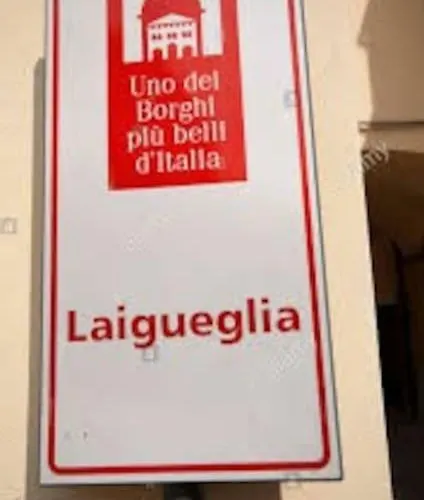 Uno dei
Borghi
più belli
d'Italia
Laigueglia